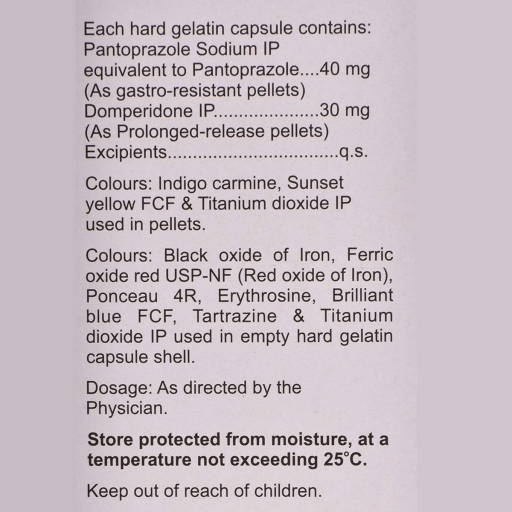 Each hard gelatin capsule contains:
Pantoprazole Sodium IP
equivalent to Pantoprazole....40 mg
(As gastro-resistant pellets)
Domperidone IP.....................30 mg
(As Prolonged-release pellets)
Excipients..................................q.s.
Colours: Indigo carmine, Sunset
yellow FCF & Titanium dioxide IP
used in pellets.
Colours: Black oxide of Iron, Ferric
oxide red USP-NF (Red oxide of Iron),
Ponceau 4R, Erythrosine, Brilliant
blue FCF, Tartrazine & Titanium
dioxide IP used in empty hard gelatin
capsule shell.
Dosage: As directed by the
Physician.
Store protected from moisture, at a
temperature not exceeding 25°C.
Keep out of reach of children.